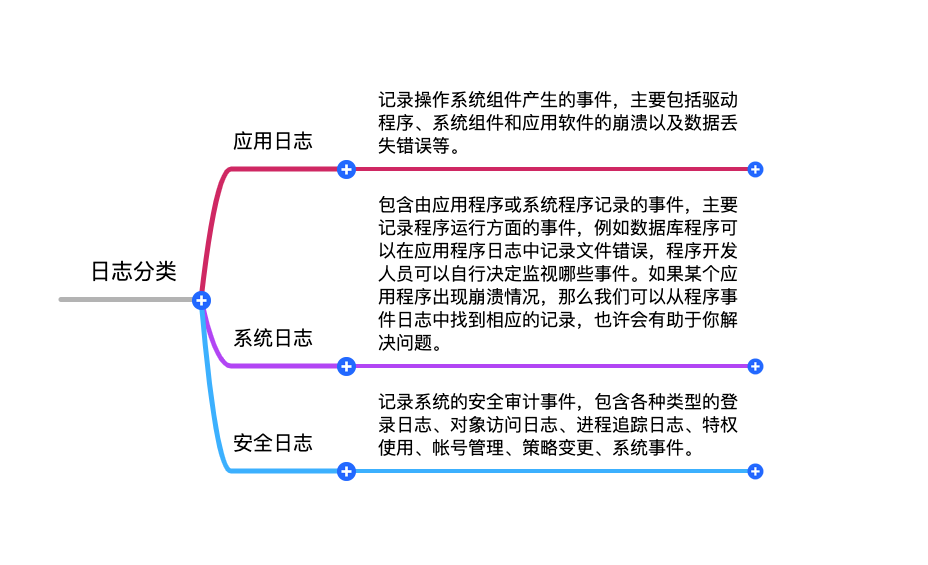 日志分类
应用日志
记录操作系统组件产生的事件，主要包括驱动
程序、系统组件和应用软件的崩溃以及数据丢
失错误等。
系统日志
包含由应用程序或系统程序记录的事件，主要
记录程序运行方面的事件，例如数据库程序可
以在应用程序日志中记录文件错误，程序开发
人员可以自行决定监视哪些事件。如果某个应
用程序出现崩溃情况，那么我们可以从程序事
件日志中找到相应的记录，也许会有助于你解
决问题。
安全日志
记录系统的安全审计事件，包含各种类型的登
录日志、对象访问日志、进程追踪日志、特权
使用、帐号管理、策略变更、系统事件。